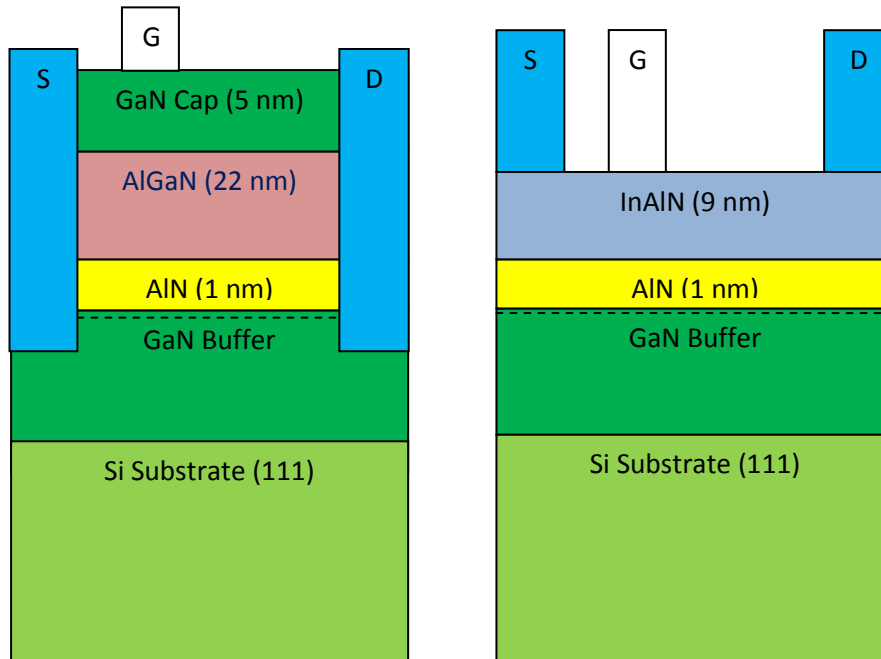 G
S
D
GaN Cap (5 nm)
AlGaN (22 nm)
AlN (1 nm)
GaN Buffer
Si Substrate (111)
S
G
D
InAlN (9 nm)
AlN (1 nm)
GaN Buffer
Si Substrate (111)